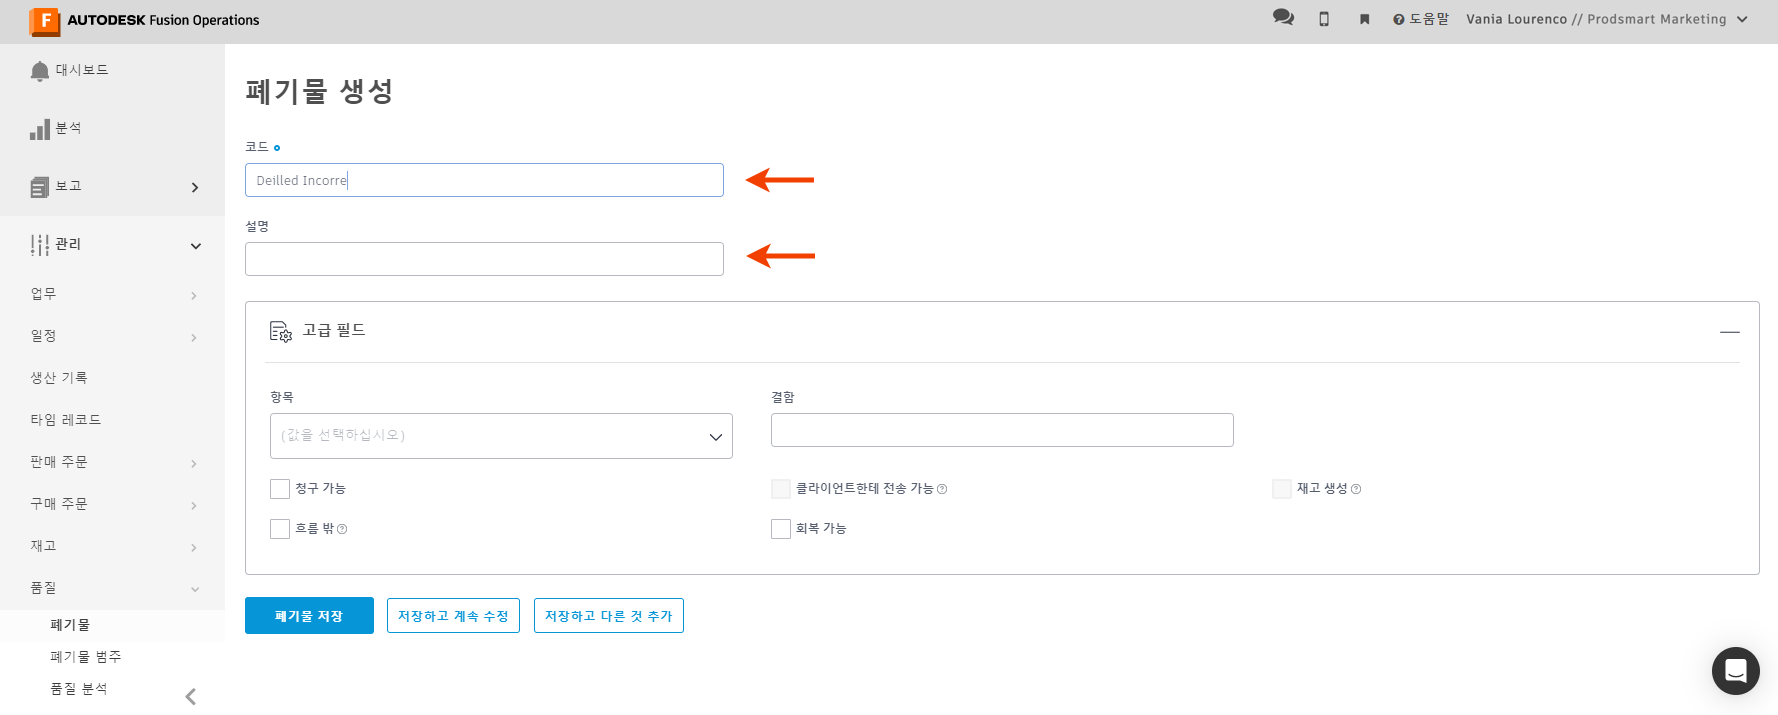 AUTODESK Fusion Operations
도움말
Vania Lourenco // Prodsmart Marketing
대시보드
분석
보고
관리
업무
일정
생산 기록
타임 레코드
판매 주문
구매 주문
재고
품질
폐기물
폐기물 범주
품질 분석
폐기물 생성
코드
Deilled Incorre
설명
고급 필드
항목
(값을 선택하십시오)
결함
청구 가능
클라이언트한테 전송 가능
재고 생성
흐름 밖
회복 가능
폐기물 저장
저장하고 계속 수정
저장하고 다른 것 추가